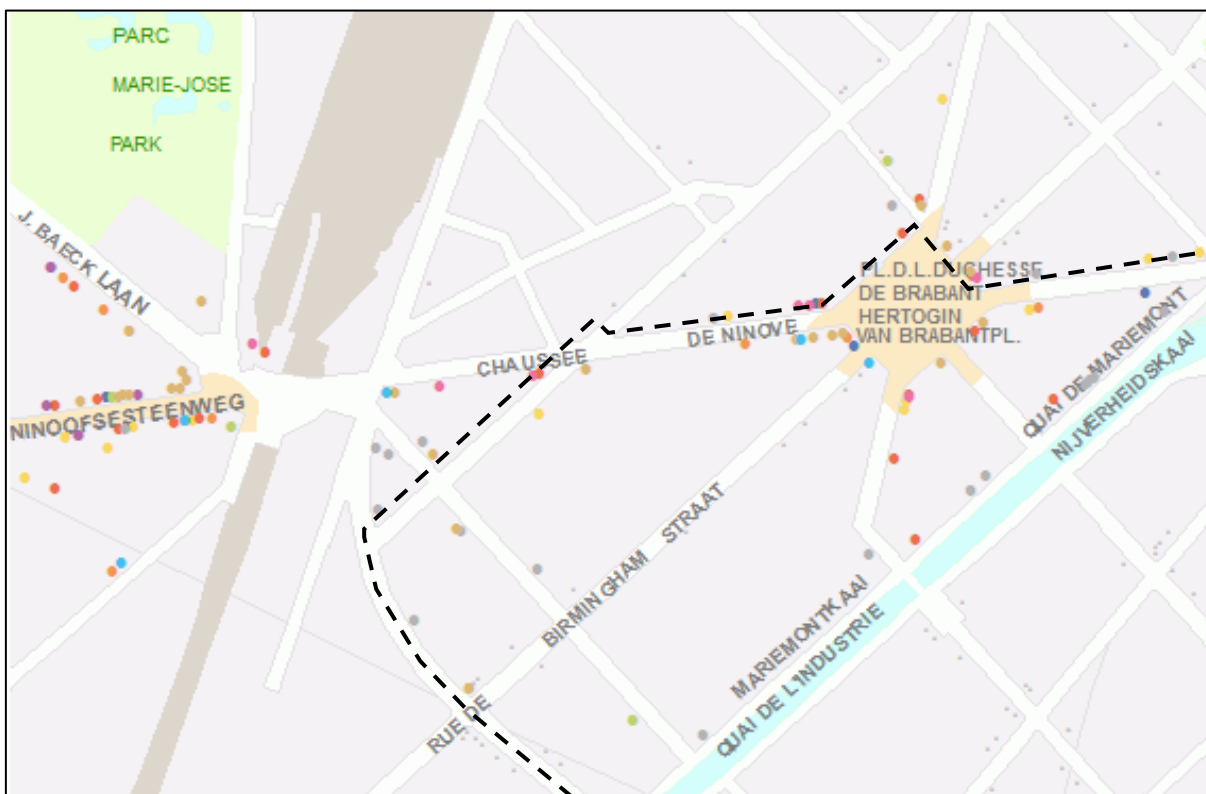 PARC
MARIE-JOSE
PARK
J. BAECK LAAN
PL.D.L.DUCHESSE
DE BRABANT
HERTOGIN
VAN BRABANTPL.
CHAUSSEE
DE NINOVE
NINOOFSESTEENWEG
QUAI DE MARIEMONT
NIJVERHEIDSKAAI
BIRMINGHAM STRAAT
RUE DE
MARIEMONTKAAI
QUAI DE L'INDUSTRIE